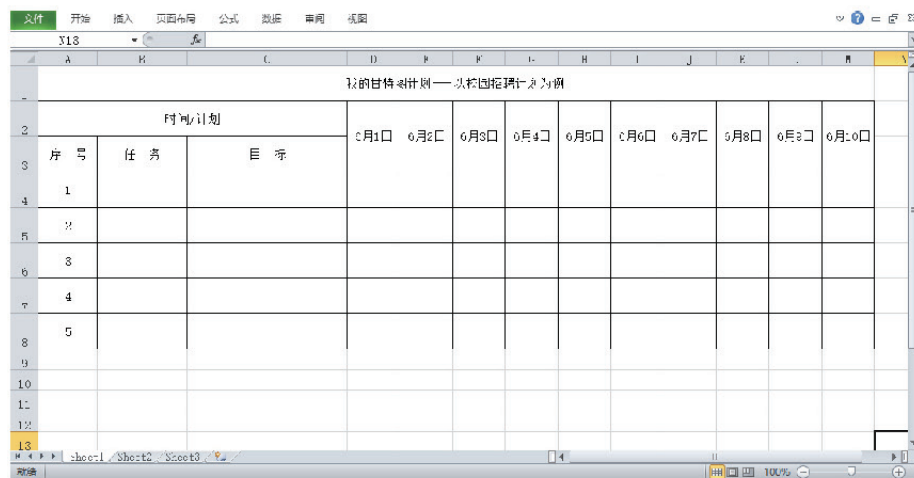 文件 开始 插入 页面布局 公式 数据 审阅 视图
X13 fx
A B C D E F G H I J K L M
我的甘特图计划——以校园招聘计划为例
时间/计划 6月1日 6月2日 6月3日 6月4日 6月5日 6月6日 6月7日 6月8日 6月9日 6月10日
2
序号 任务 目标
3
1
4
2
5
3
6
4
7
5
8
9
10
11
12
13
sheet1 Sheet2 Sheet3
就绪 100%